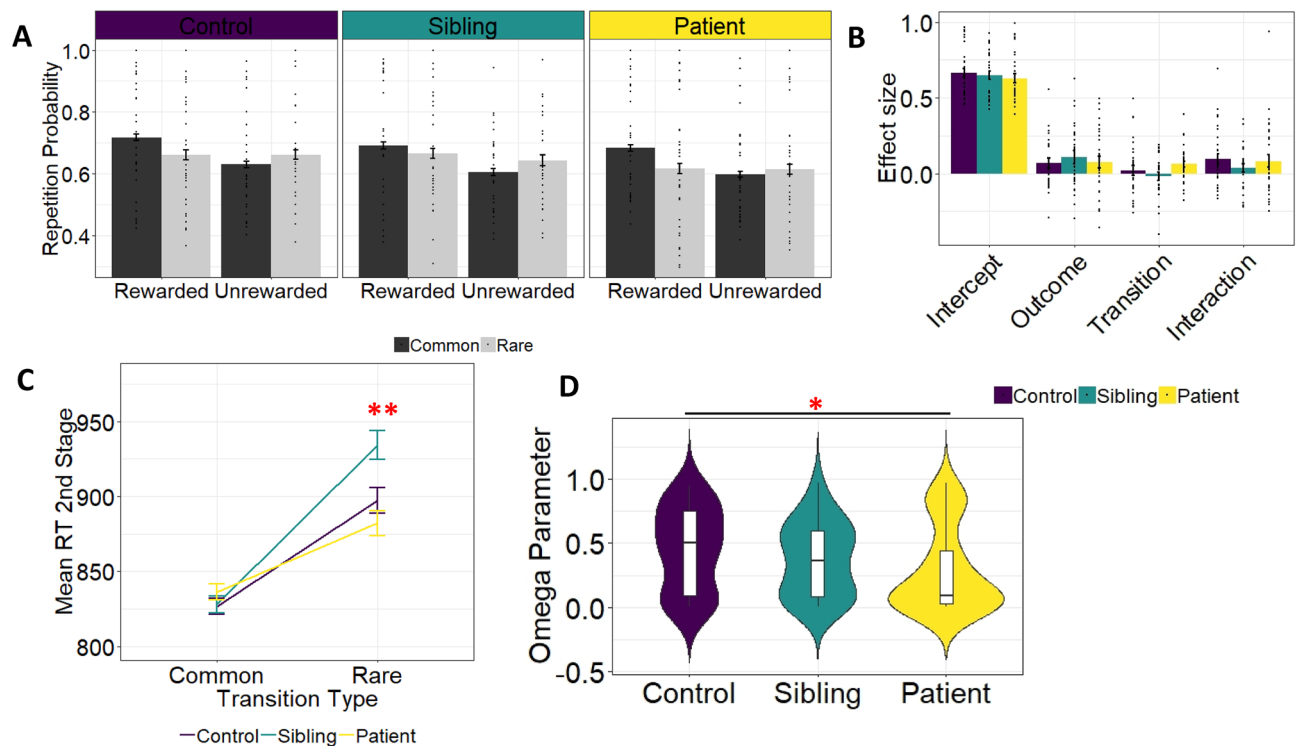 A
Control Sibling Patient
Repetition Probability
1.0
0.8
0.6
0.4
Rewarded Unrewarded Rewarded Unrewarded Rewarded Unrewarded
Common Rare
B
Effect size
1.0
0.5
0.0
Intercept
Outcome
Transition
Interaction
C
Mean RT 2nd Stage
950
900
850
800
**
Common Rare
Transition Type
Control Sibling Patient
D
Control Sibling Patient
*
Omega Parameter
1.0
0.5
0.0
-0.5
Control Sibling Patient